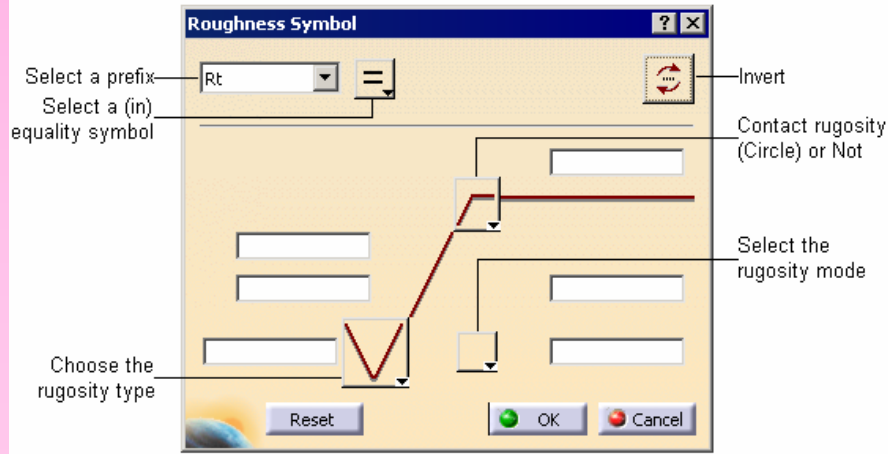 Roughness Symbol
Select a prefix
Rt
=
Invert
Select a (in)
equality symbol
Contact rugosity
(Circle) or Not
Select the
rugosity mode
Choose the
rugosity type
Reset
OK
Cancel